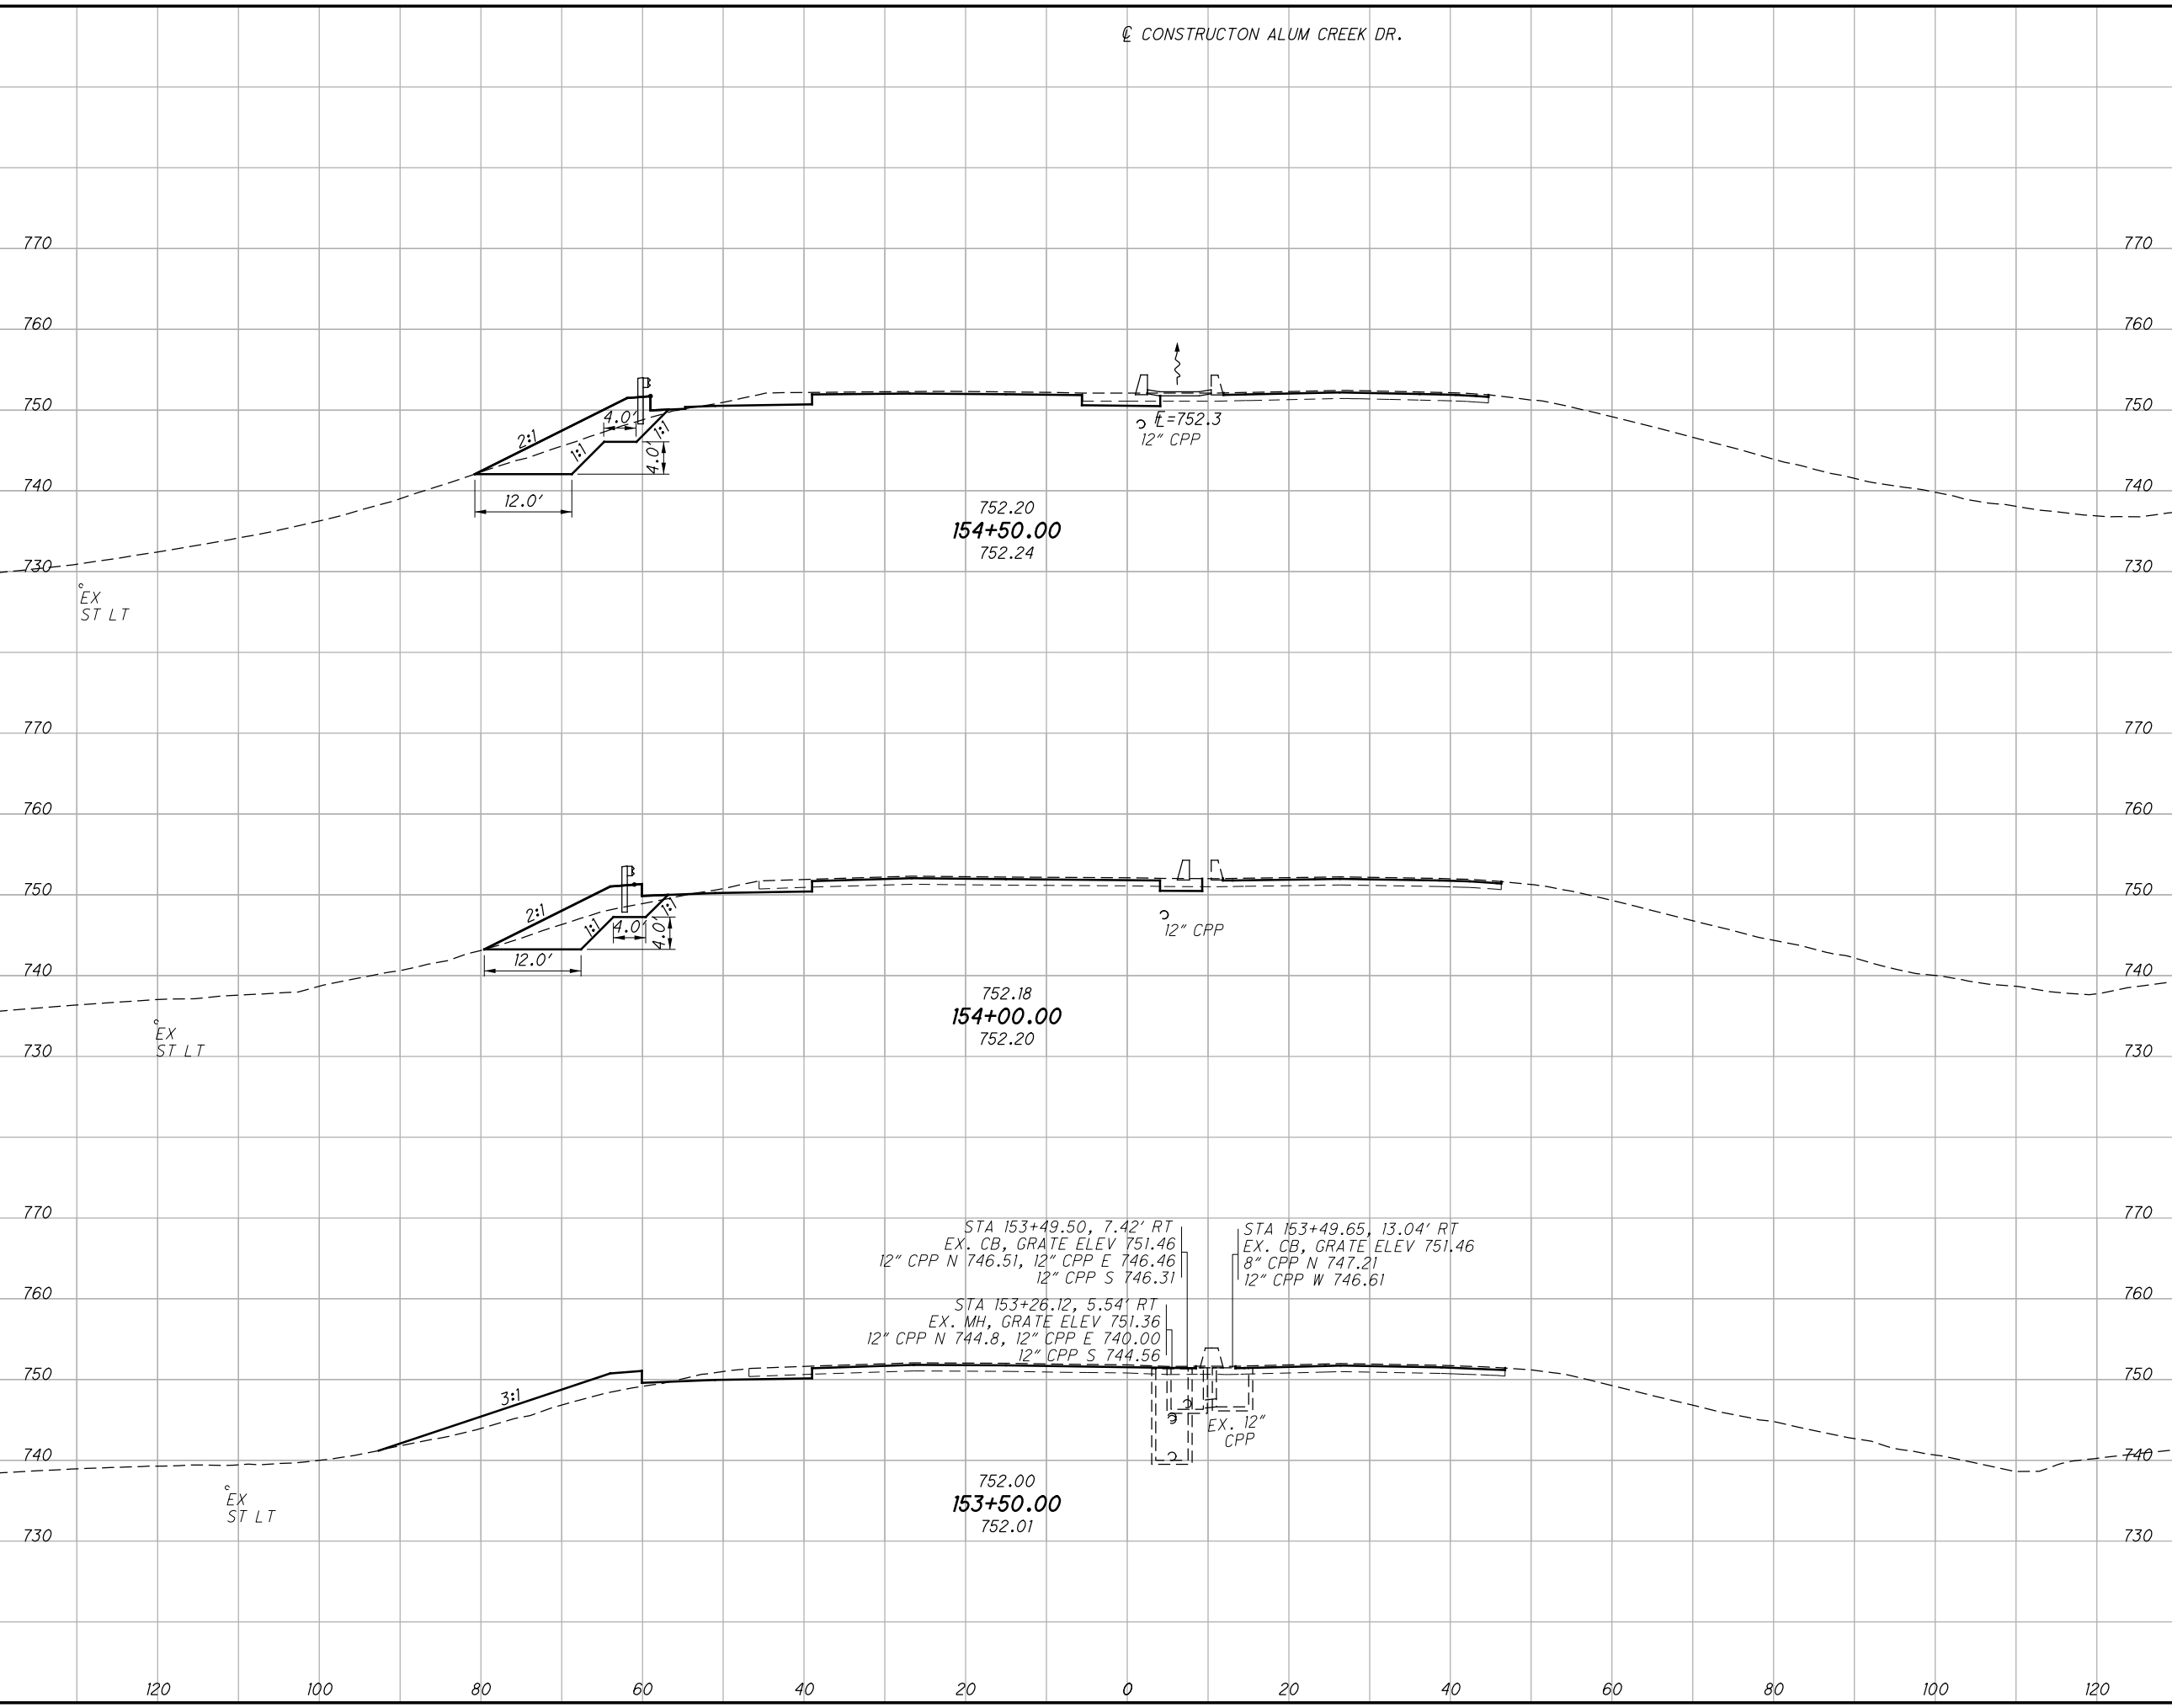 ℄ CONSTRUCTON ALUM CREEK DR.
770 770
760 760
750 750
4.0'
2:1
1:1
1:1
4.0'
12.0'
E=752.3
12" CPP
740 740
752.20
154+50.00
752.24
730 730
EX
ST LT
770 770
760 760
750 750
2:1
1:1
1:1
4.0'
4.0'
12.0'
12" CPP
740 740
752.18
154+00.00
752.20
EX
ST LT
730 730
770 770
STA 153+49.50, 7.42' RT
EX. CB, GRATE ELEV 751.46
12" CPP N 746.51, 12" CPP E 746.46
12" CPP S 746.31
STA 153+49.65, 13.04' RT
EX. CB, GRATE ELEV 751.46
8" CPP N 747.21
12" CPP W 746.61
760 760
STA 153+26.12, 5.54' RT
EX. MH, GRATE ELEV 751.36
12" CPP N 744.8, 12" CPP E 740.00
12" CPP S 744.56
750 750
3:1
EX. 12"
CPP
740 740
752.00
153+50.00
752.01
EX
ST LT
730 730
120 100 80 60 40 20 0 20 40 60 80 100 120